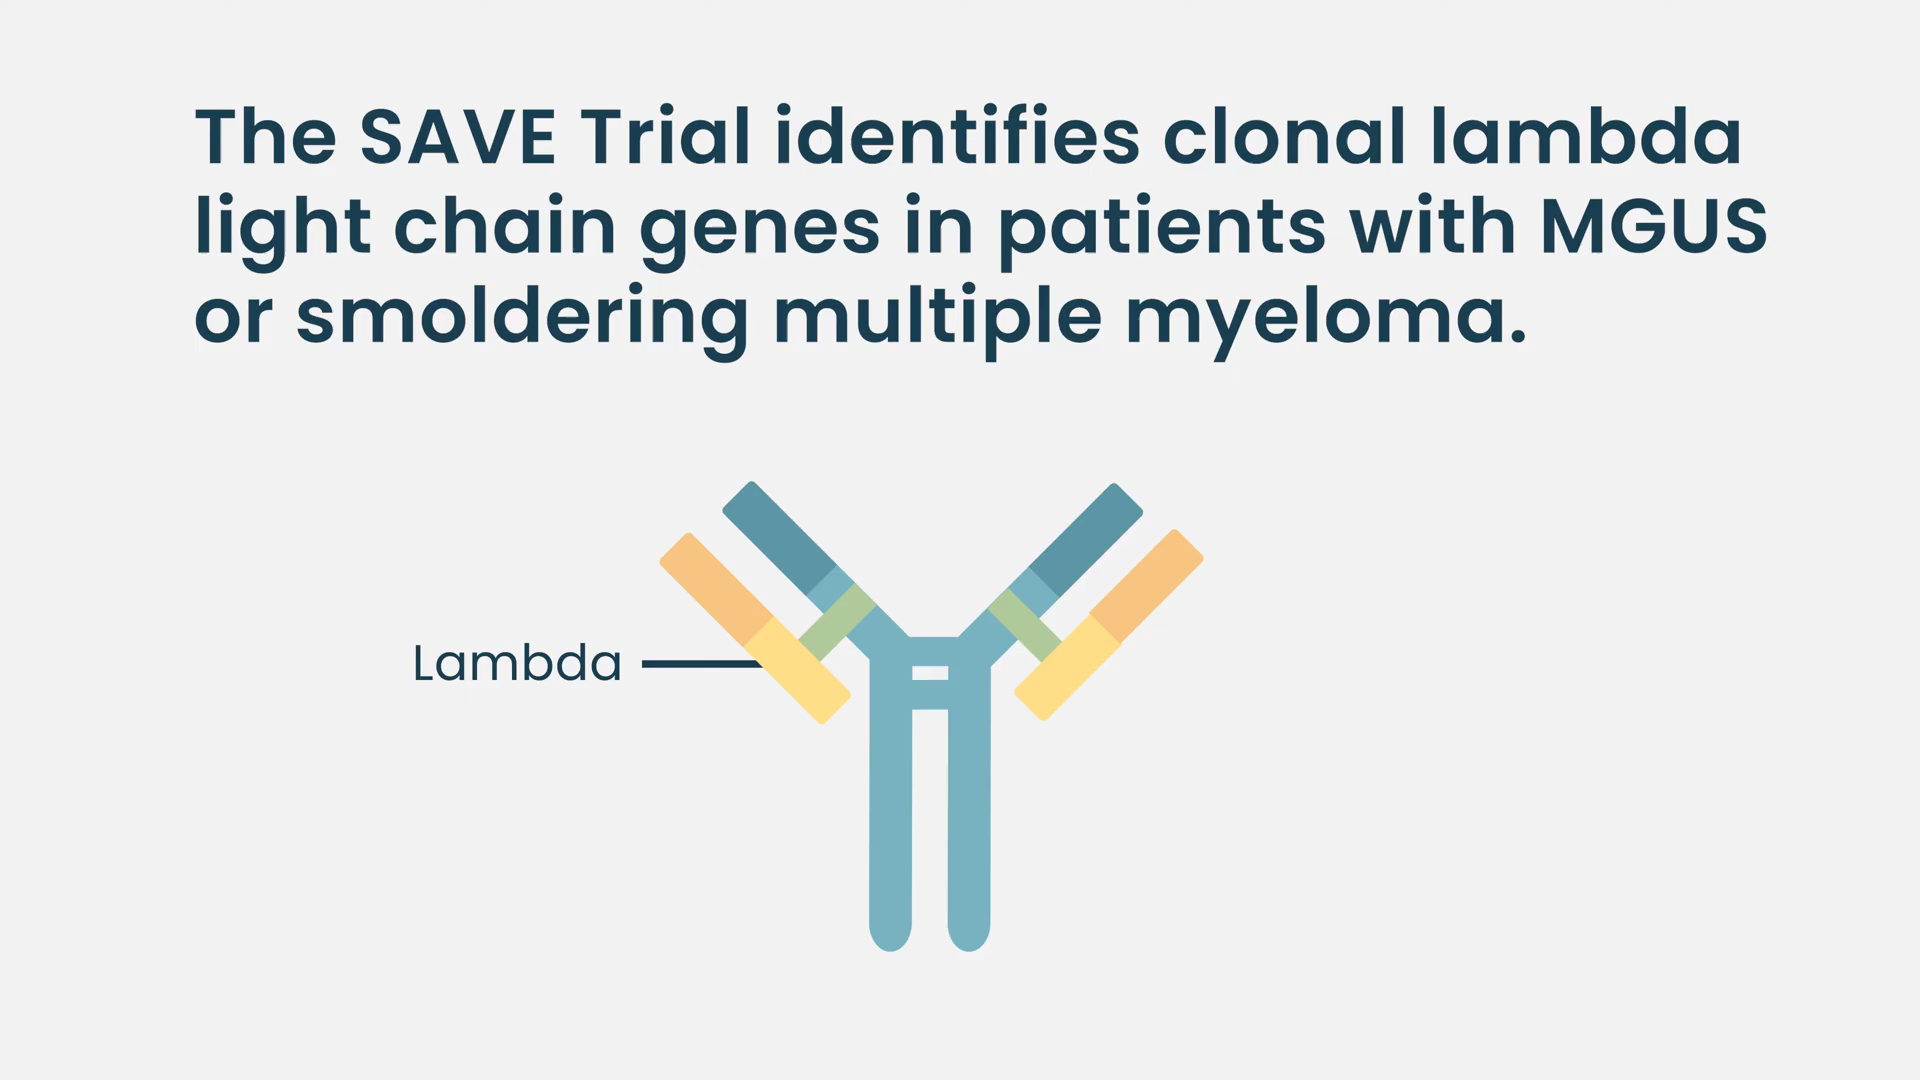 The SAVE Trial identifies clonal lambda
light chain genes in patients with MGUS
or smoldering multiple myeloma.
Lambda